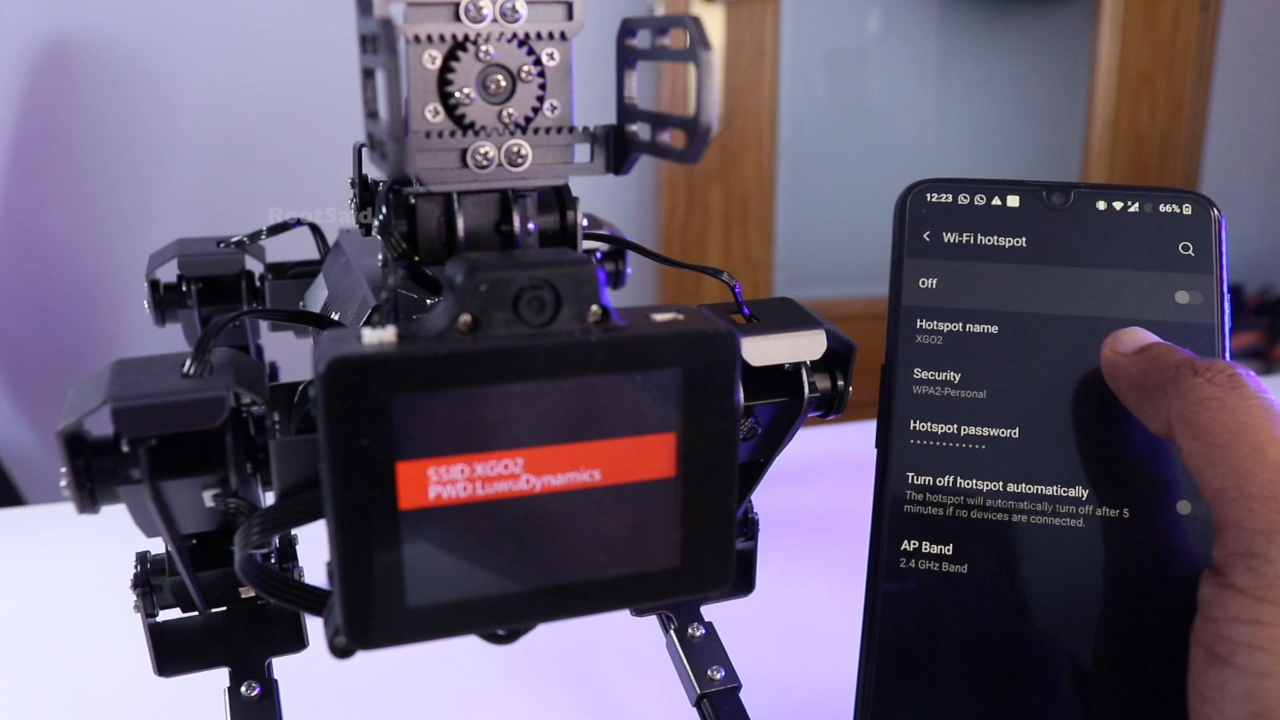 RootSaid
SSID:XGO2
PWD:LuwuDynamics
12:23
66%
Wi-Fi hotspot
Off
Hotspot name
XGO2
Security
WPA2-Personal
Hotspot password
••••••••••••
Turn off hotspot automatically
The hotspot will automatically turn off after 5
minutes if no devices are connected.
AP Band
2.4 GHz Band